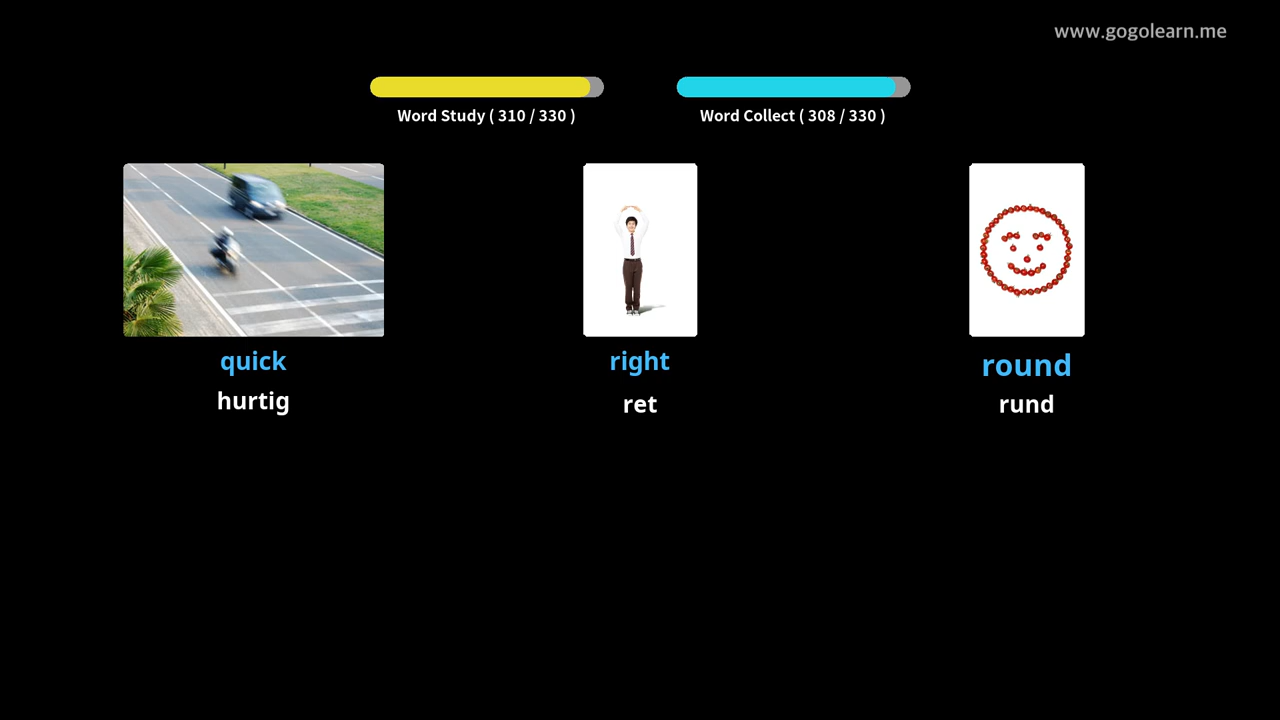 www.gogolearn.me
Word Study ( 310 / 330 )
Word Collect ( 308 / 330 )
quick
hurtig
right
ret
round
rund